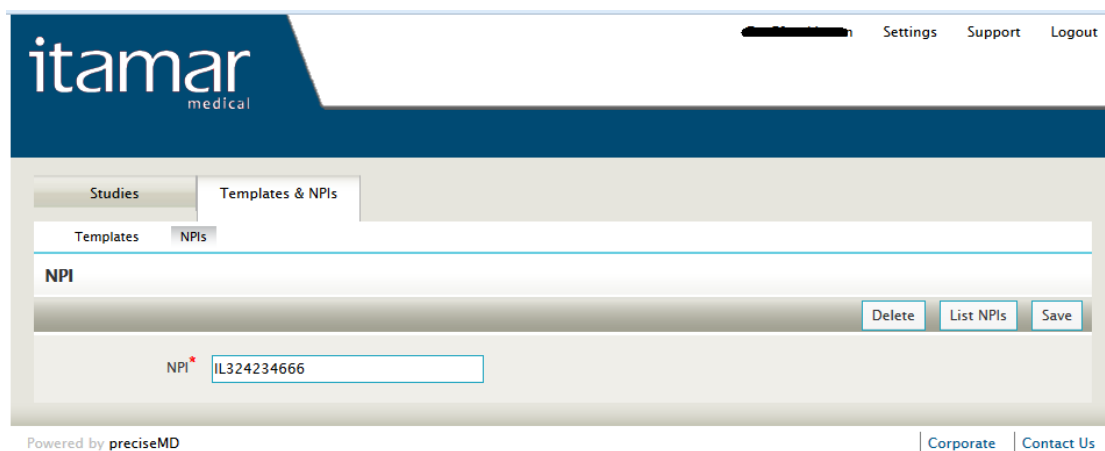 itamar
medical
Settings Support Logout
Studies Templates & NPIs
Templates NPIs
NPI
Delete List NPIs Save
NPI* IL324234666
Powered by preciseMD Corporate Contact Us